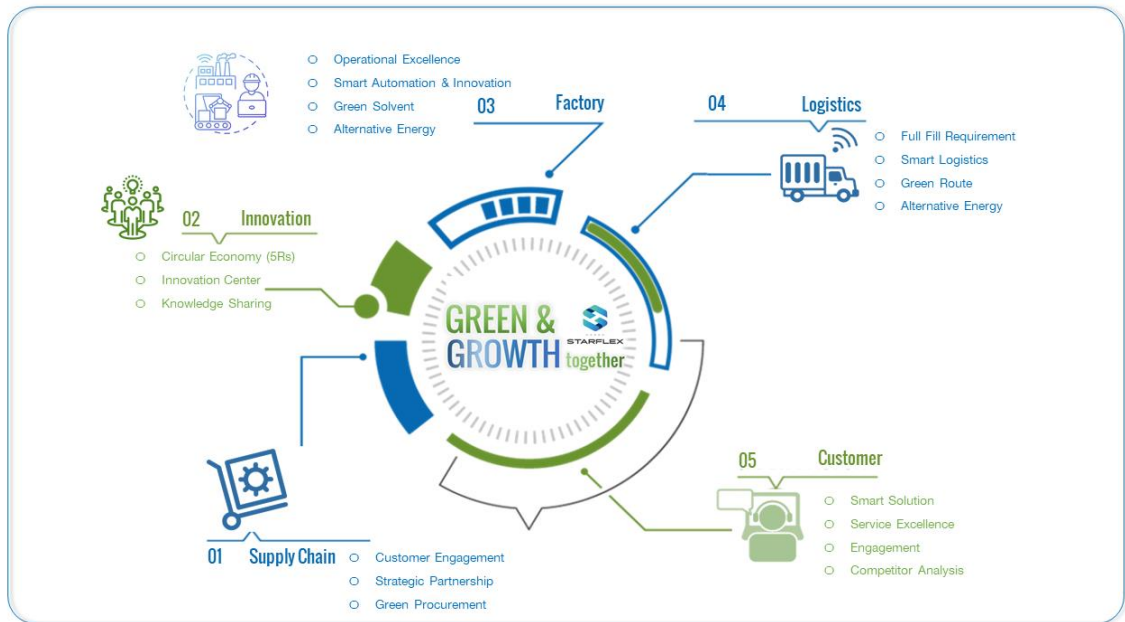 Operational Excellence
Smart Automation & Innovation
Green Solvent
Alternative Energy
03 Factory
04 Logistics
Full Fill Requirement
Smart Logistics
Green Route
Alternative Energy
02 Innovation
Circular Economy (5Rs)
Innovation Center
Knowledge Sharing
GREEN &
GROWTH
STARFLEX
together
01 Supply Chain
Customer Engagement
Strategic Partnership
Green Procurement
05 Customer
Smart Solution
Service Excellence
Engagement
Competitor Analysis